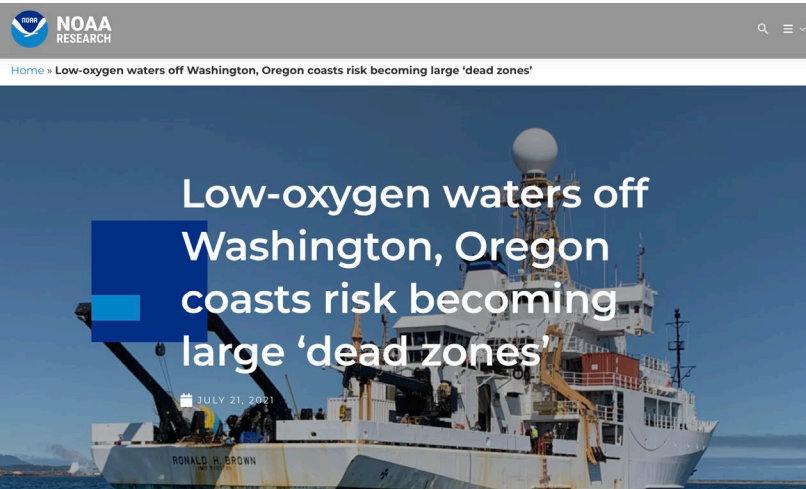 NOAA
NOAA
RESEARCH
Home » Low-oxygen waters off Washington, Oregon coasts risk becoming large ‘dead zones’
Low-oxygen waters off
Washington, Oregon
coasts risk becoming
large ‘dead zones’
JULY 21, 2021
RONALD H. BROWN